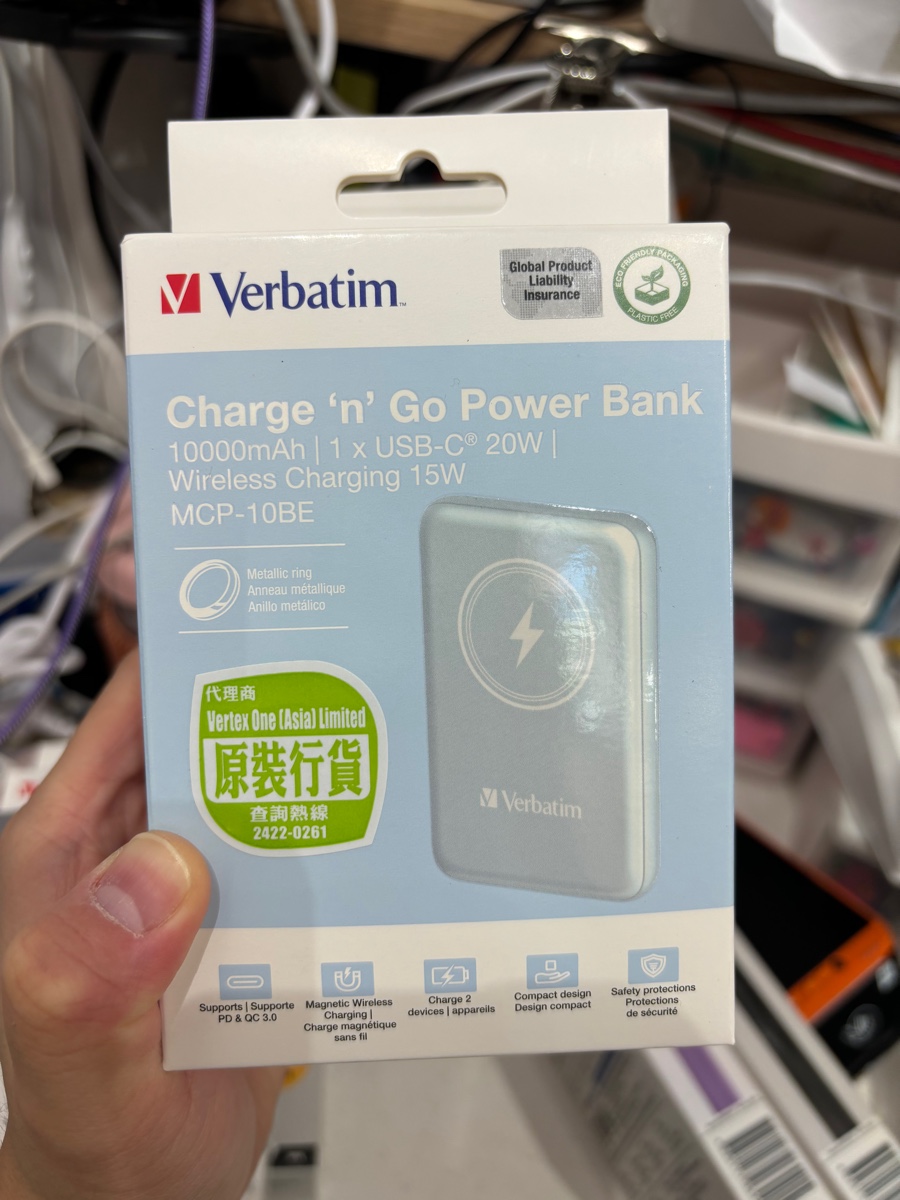 Verbatim™
Global Product
Liability
Insurance
ECO FRIENDLY PACKAGING
PLASTIC FREE
Charge ‘n’ Go Power Bank
10000mAh | 1 x USB-C® 20W |
Wireless Charging 15W
MCP-10BE
Metallic ring
Anneau métallique
Anillo metálico
代理商
Vertex One (Asia) Limited
原裝行貨
查詢熱線
2422-0261
Verbatim
Supports | Supporte
PD & QC 3.0
Magnetic Wireless
Charging |
Charge magnétique
sans fil
Charge 2
devices | appareils
Compact design
Design compact
Safety protections
Protections
de sécurité